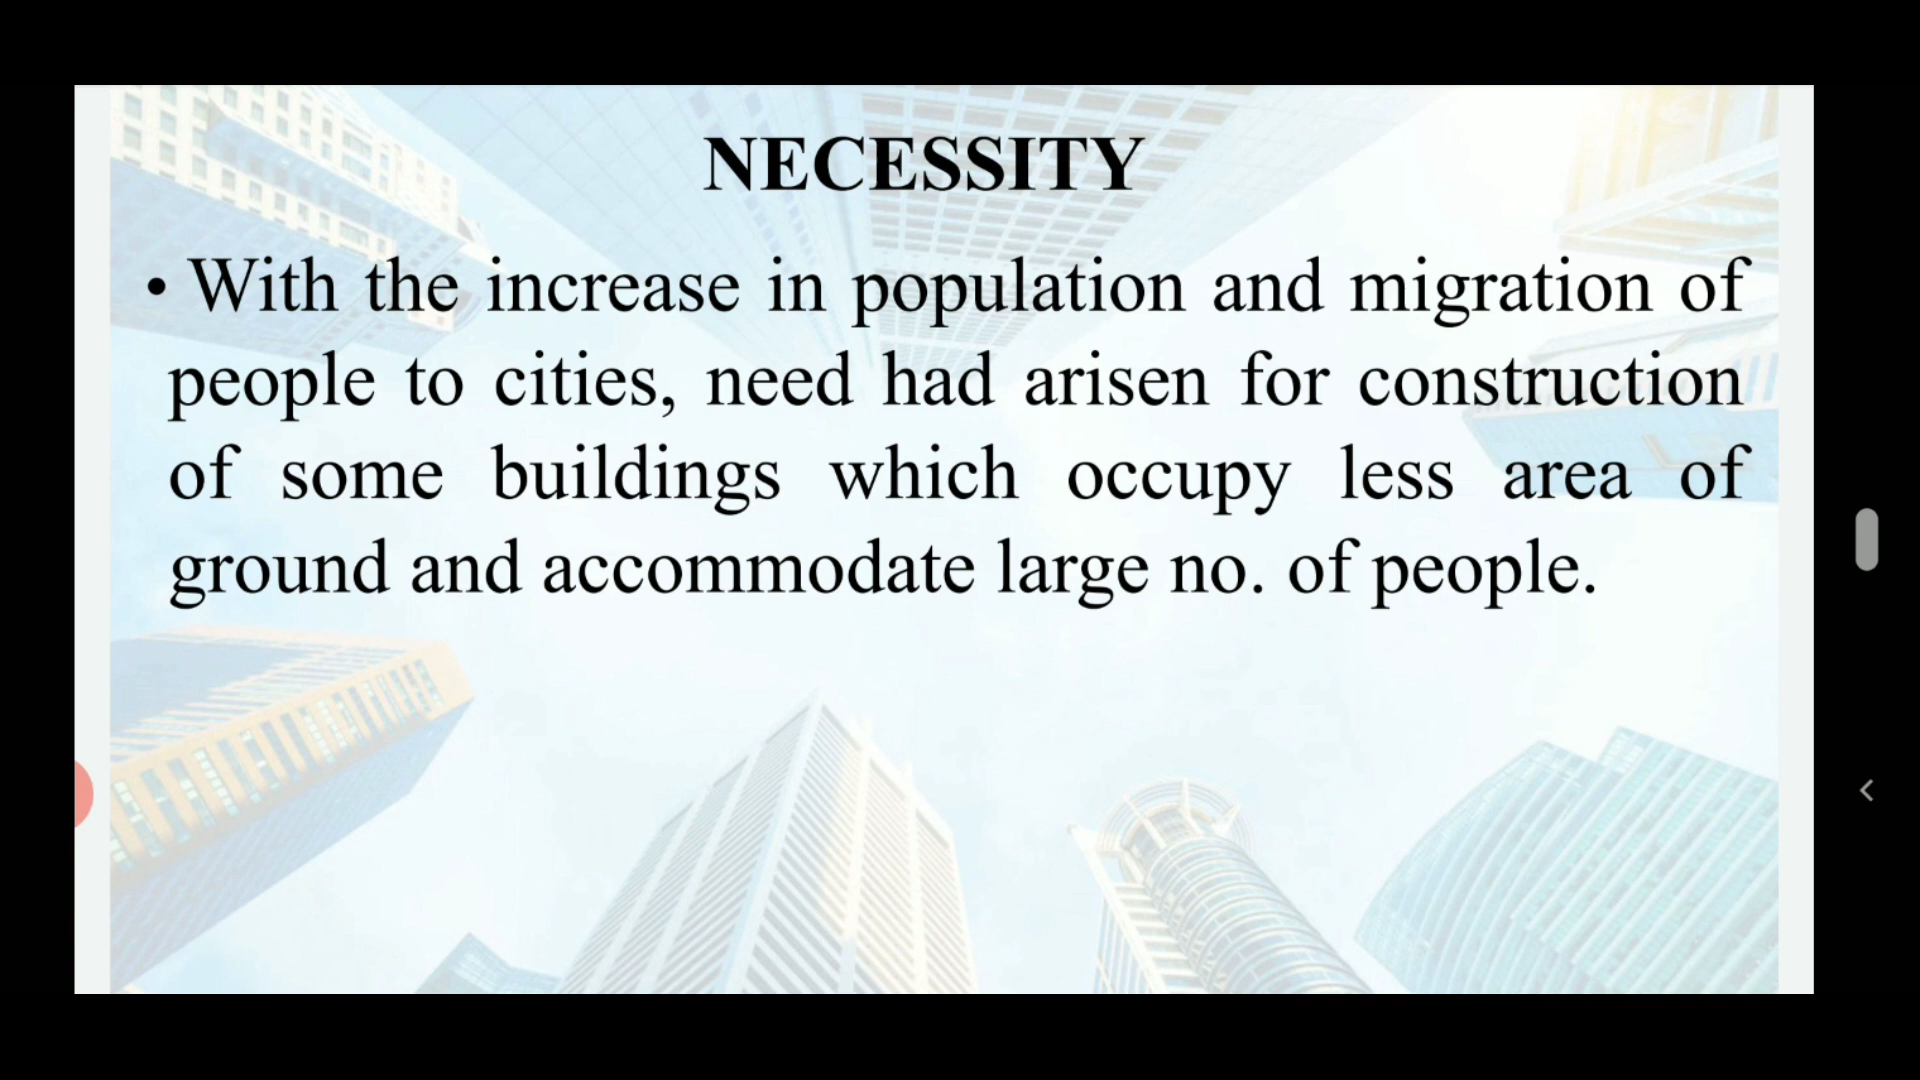 NECESSITY
• With the increase in population and migration of
people to cities, need had arisen for construction
of some buildings which occupy less area of
ground and accommodate large no. of people.